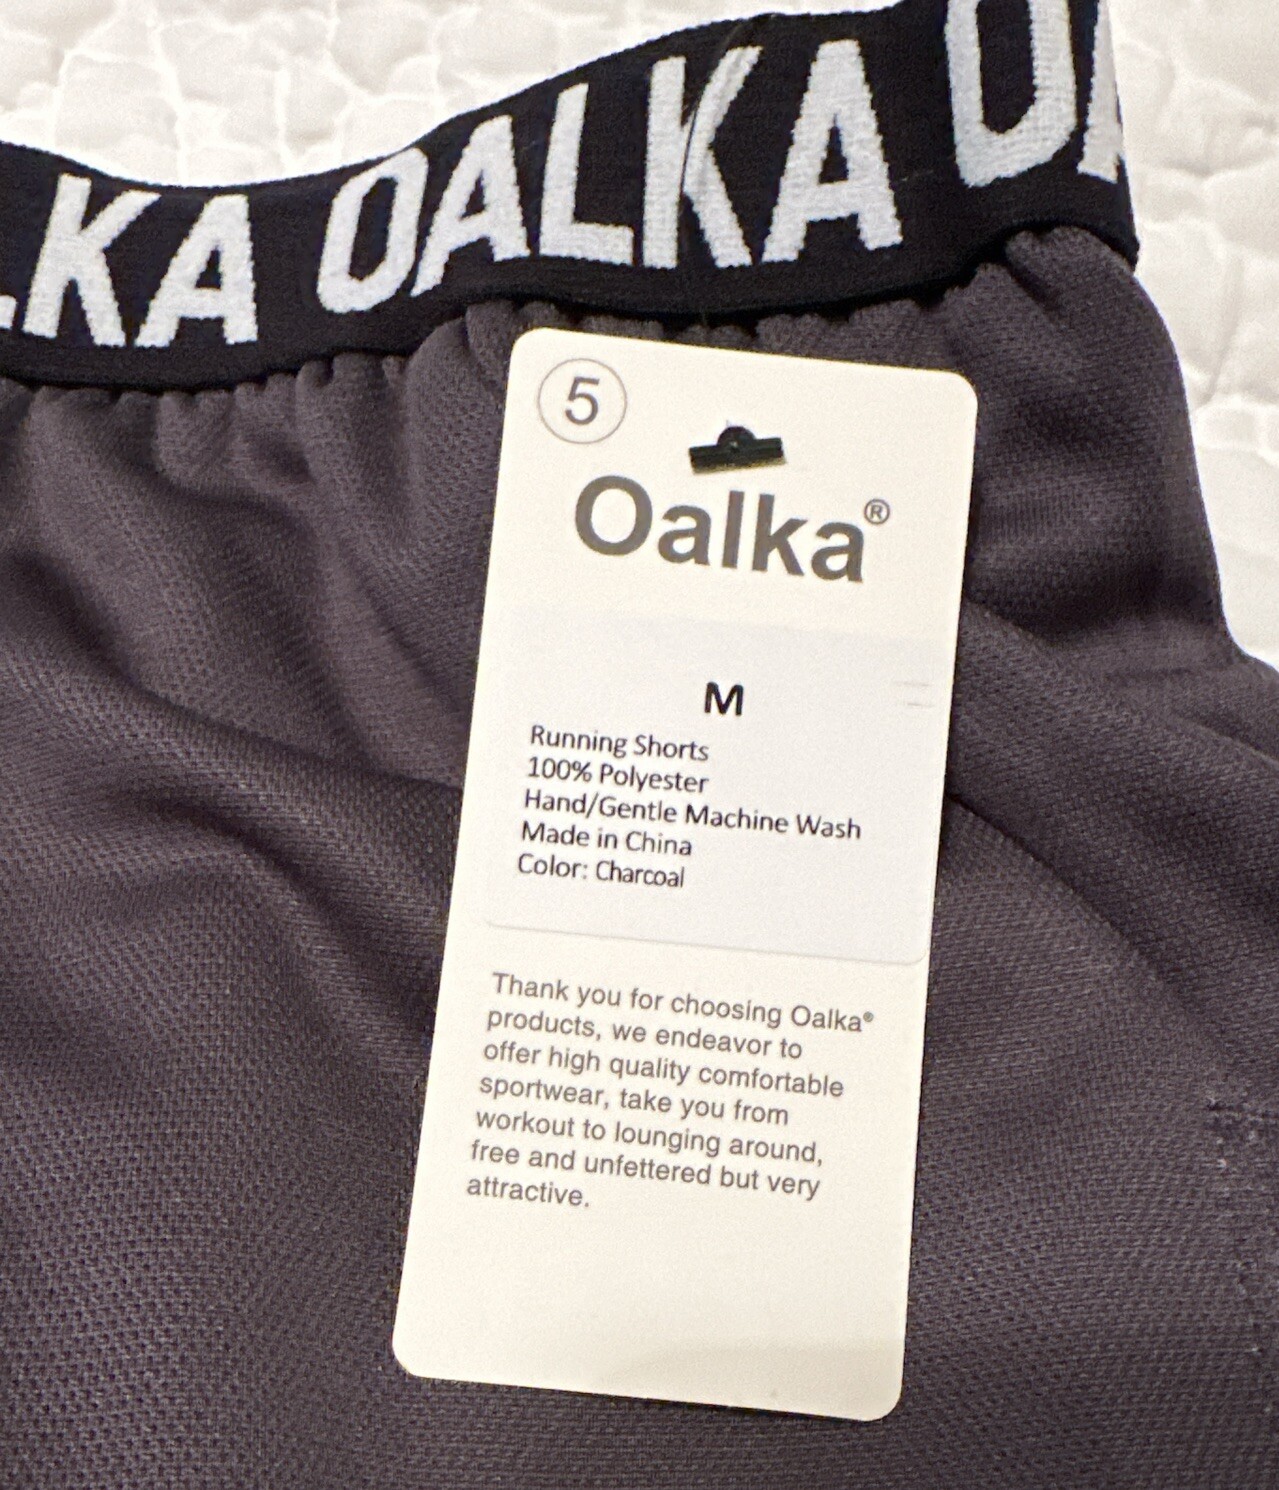 KA OALKA
5
Oalka®
M
Running Shorts
100% Polyester
Hand/Gentle Machine Wash
Made in China
Color: Charcoal
Thank you for choosing Oalka®
products, we endeavor to
offer high quality comfortable
sportwear, take you from
workout to lounging around,
free and unfettered but very
attractive.